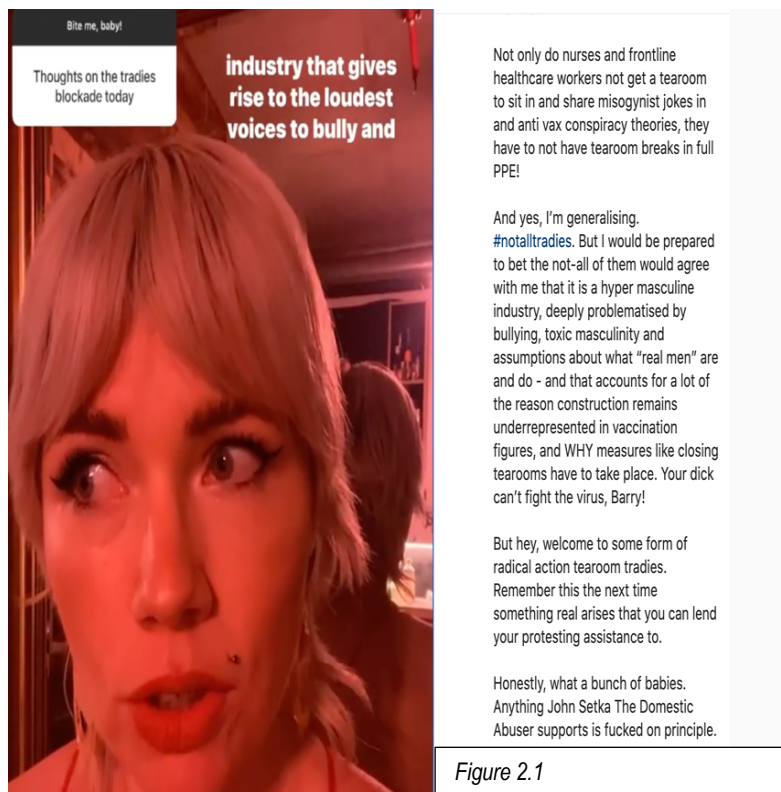 Bite me, baby!
Thoughts on the tradies
blockade today
industry that gives
rise to the loudest
voices to bully and
Not only do nurses and frontline
healthcare workers not get a tearoom
to sit in and share misogynist jokes in
and anti vax conspiracy theories, they
have to not have tearoom breaks in full
PPE!
And yes, I'm generalising.
#notalltradies. But I would be prepared
to bet the not-all of them would agree
with me that it is a hyper masculine
industry, deeply problematised by
bullying, toxic masculinity and
assumptions about what “real men” are
and do - and that accounts for a lot of
the reason construction remains
underrepresented in vaccination
figures, and WHY measures like closing
tearooms have to take place. Your dick
can't fight the virus, Barry!
But hey, welcome to some form of
radical action tearoom tradies.
Remember this the next time
something real arises that you can lend
your protesting assistance to.
Honestly, what a bunch of babies.
Anything John Setka The Domestic
Abuser supports is fucked on principle.
Figure 2.1